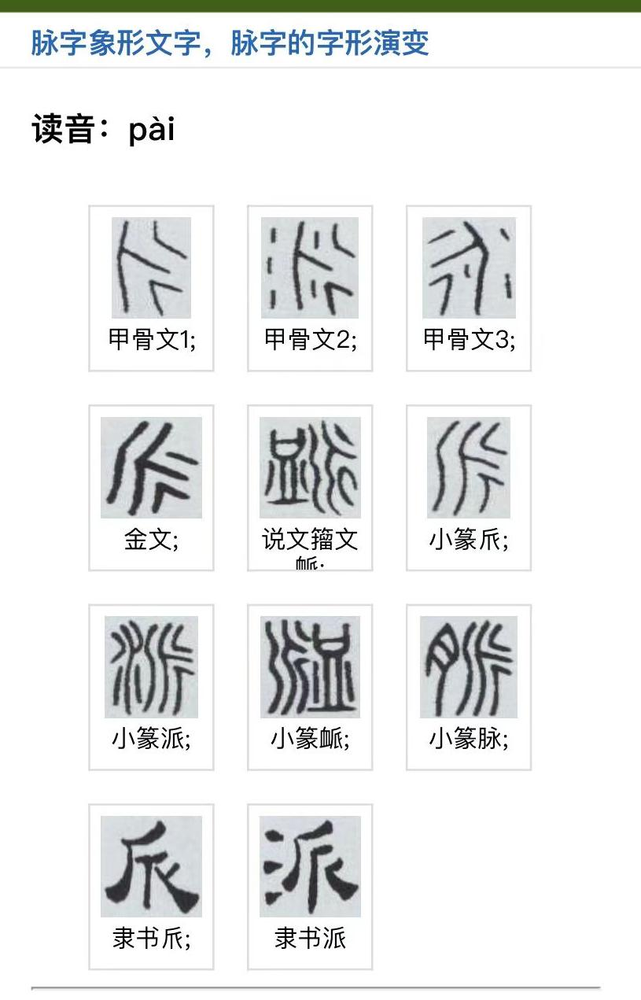 脉字象形文字，脉字的字形演变
读音：pài
甲骨文1; 甲骨文2; 甲骨文3;
金文; 说文籀文 小篆𠂢;
小篆派; 小篆衇; 小篆脉;
隶书𠂢; 隶书派